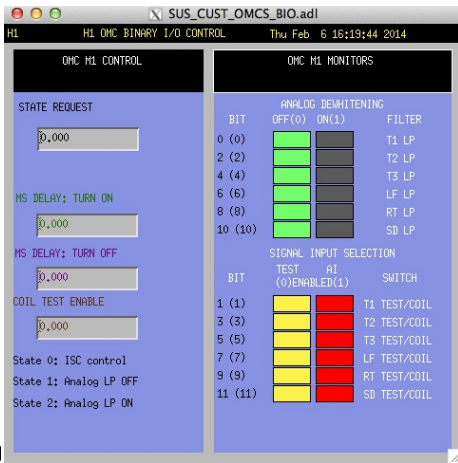 SUS_CUST_OMCS_BIO.adl
H1 H1 OMC BINARY I/O CONTROL Thu Feb 6 16:19:44 2014
OMC M1 CONTROL
STATE REQUEST
0.000
MS DELAY: TURN ON
0.000
MS DELAY: TURN OFF
0.000
COIL TEST ENABLE
0.000
State 0: ISC control
State 1: Analog LP OFF
State 2: Analog LP ON
OMC M1 MONITORS
ANALOG DEWHITENING
BIT OFF(0) ON(1) FILTER
0 (0) T1 LP
2 (2) T2 LP
4 (4) T3 LP
6 (6) LF LP
8 (8) RT LP
10 (10) SD LP
SIGNAL INPUT SELECTION
TEST AI
BIT (0)ENABLED(1) SWITCH
1 (1) T1 TEST/COIL
3 (3) T2 TEST/COIL
5 (5) T3 TEST/COIL
7 (7) LF TEST/COIL
9 (9) RT TEST/COIL
11 (11) SD TEST/COIL